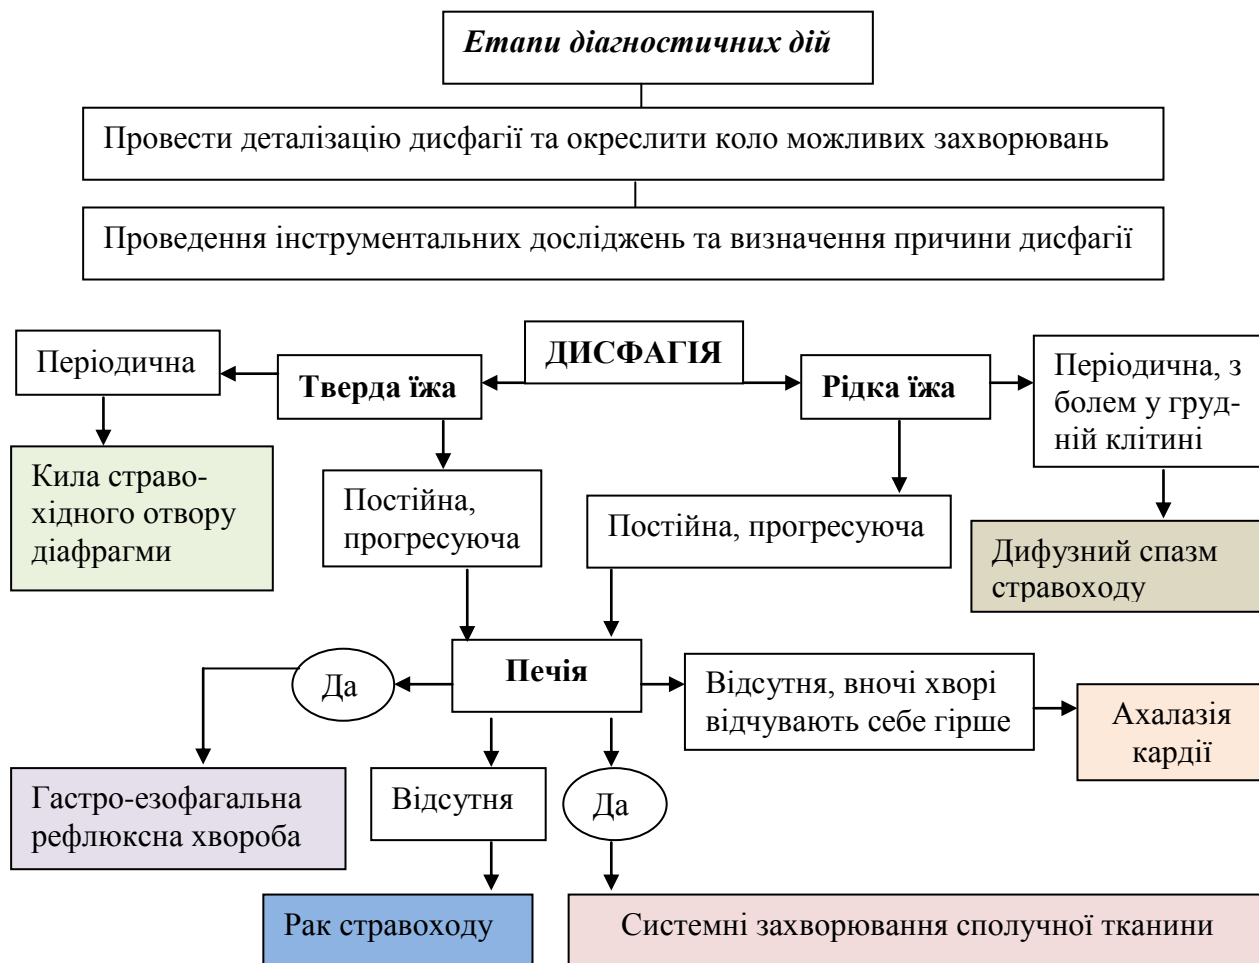 Етапи діагностичних дій
Провести деталізацію дисфагії та окреслити коло можливих захворювань
Проведення інструментальних досліджень та визначення причини дисфагії
ДИСФАГІЯ
Періодична
Тверда їжа
Рідка їжа
Періодична, з
болем у груд-
ній клітині
Кила страво-
хідного отвору
діафрагми
Постійна,
прогресуюча
Постійна, прогресуюча
Дифузний спазм
стравоходу
Печія
Да
Відсутня, вночі хворі
відчувають себе гірше
Ахалазія
кардії
Гастро-езофагальна
рефлюксна хвороба
Відсутня
Да
Рак стравоходу
Системні захворювання сполучної тканини